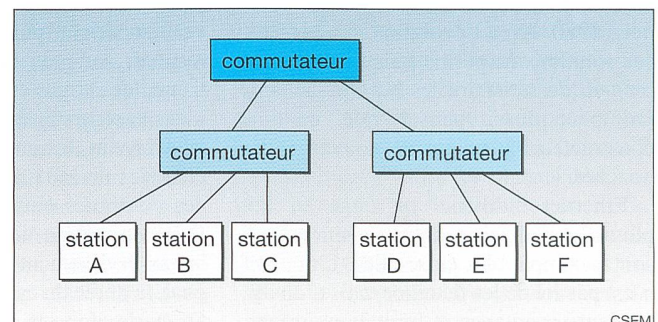 commutateur
commutateur
commutateur
station
A
station
B
station
C
station
D
station
E
station
F
CSEM